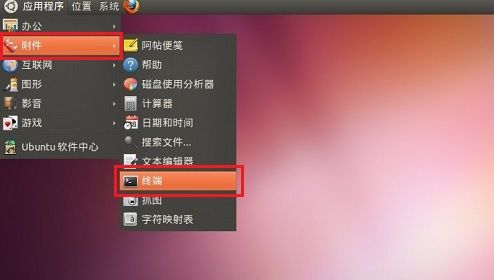 应用程序 位置 系统
办公
附件
互联网
图形
影音
游戏
Ubuntu 软件中心
阿帖便笺
帮助
磁盘使用分析器
计算器
日期和时间
搜索文件...
文本编辑器
终端
抓图
字符映射表